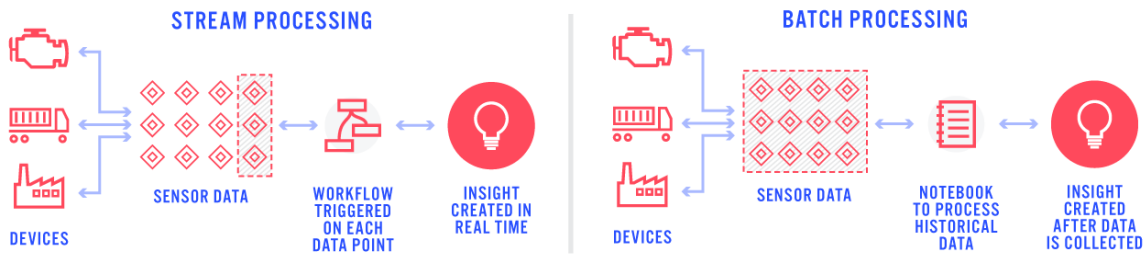 STREAM PROCESSING
DEVICES
SENSOR DATA
WORKFLOW
TRIGGERED
ON EACH
DATA POINT
INSIGHT
CREATED IN
REAL TIME
BATCH PROCESSING
DEVICES
SENSOR DATA
NOTEBOOK
TO PROCESS
HISTORICAL
DATA
INSIGHT
CREATED
AFTER DATA
IS COLLECTED